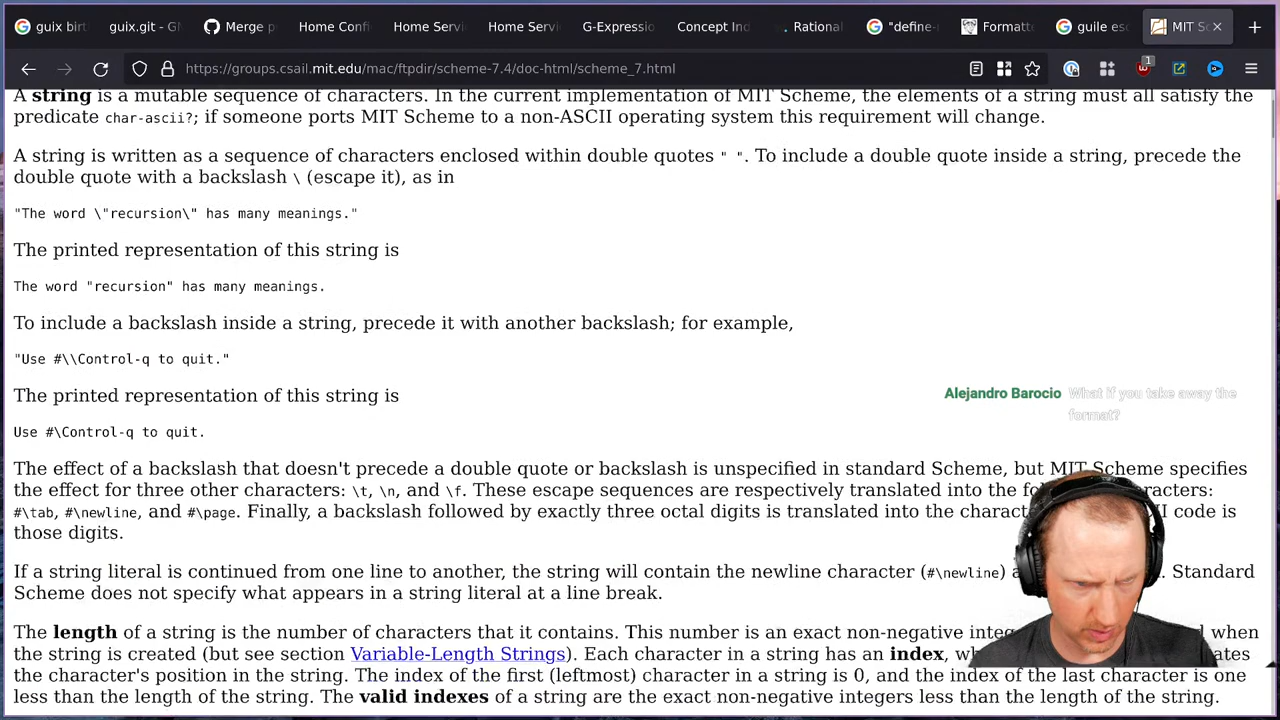 guix birt
guix.git - GN
Merge p
Home Confi
Home Servi
Home Servi
G-Expressio
Concept Ind
Rational
"define-
Formatte
guile esc
MIT Sc
https://groups.csail.mit.edu/mac/ftpdir/scheme-7.4/doc-html/scheme_7.html
1
A string is a mutable sequence of characters. In the current implementation of MIT Scheme, the elements of a string must all satisfy the
predicate char-ascii?; if someone ports MIT Scheme to a non-ASCII operating system this requirement will change.
A string is written as a sequence of characters enclosed within double quotes " ". To include a double quote inside a string, precede the
double quote with a backslash \ (escape it), as in
"The word \"recursion\" has many meanings."
The printed representation of this string is
The word "recursion" has many meanings.
To include a backslash inside a string, precede it with another backslash; for example,
"Use #\\Control-q to quit."
The printed representation of this string is
Alejandro Barocio What if you take away the
format?
Use #\Control-q to quit.
The effect of a backslash that doesn't precede a double quote or backslash is unspecified in standard Scheme, but MIT Scheme specifies
the effect for three other characters: \t, \n, and \f. These escape sequences are respectively translated into the characters:
#\tab, #\newline, and #\page. Finally, a backslash followed by exactly three octal digits is translated into the code is
those digits.
If a string literal is continued from one line to another, the string will contain the newline character (#\newline) Standard
Scheme does not specify what appears in a string literal at a line break.
The length of a string is the number of characters that it contains. This number is an exact non-negative when
the string is created (but see section Variable-Length Strings). Each character in a string has an index,
the character's position in the string. The index of the first (leftmost) character in a string is 0, and the index of the last character is one
less than the length of the string. The valid indexes of a string are the exact non-negative integers less than the length of the string.